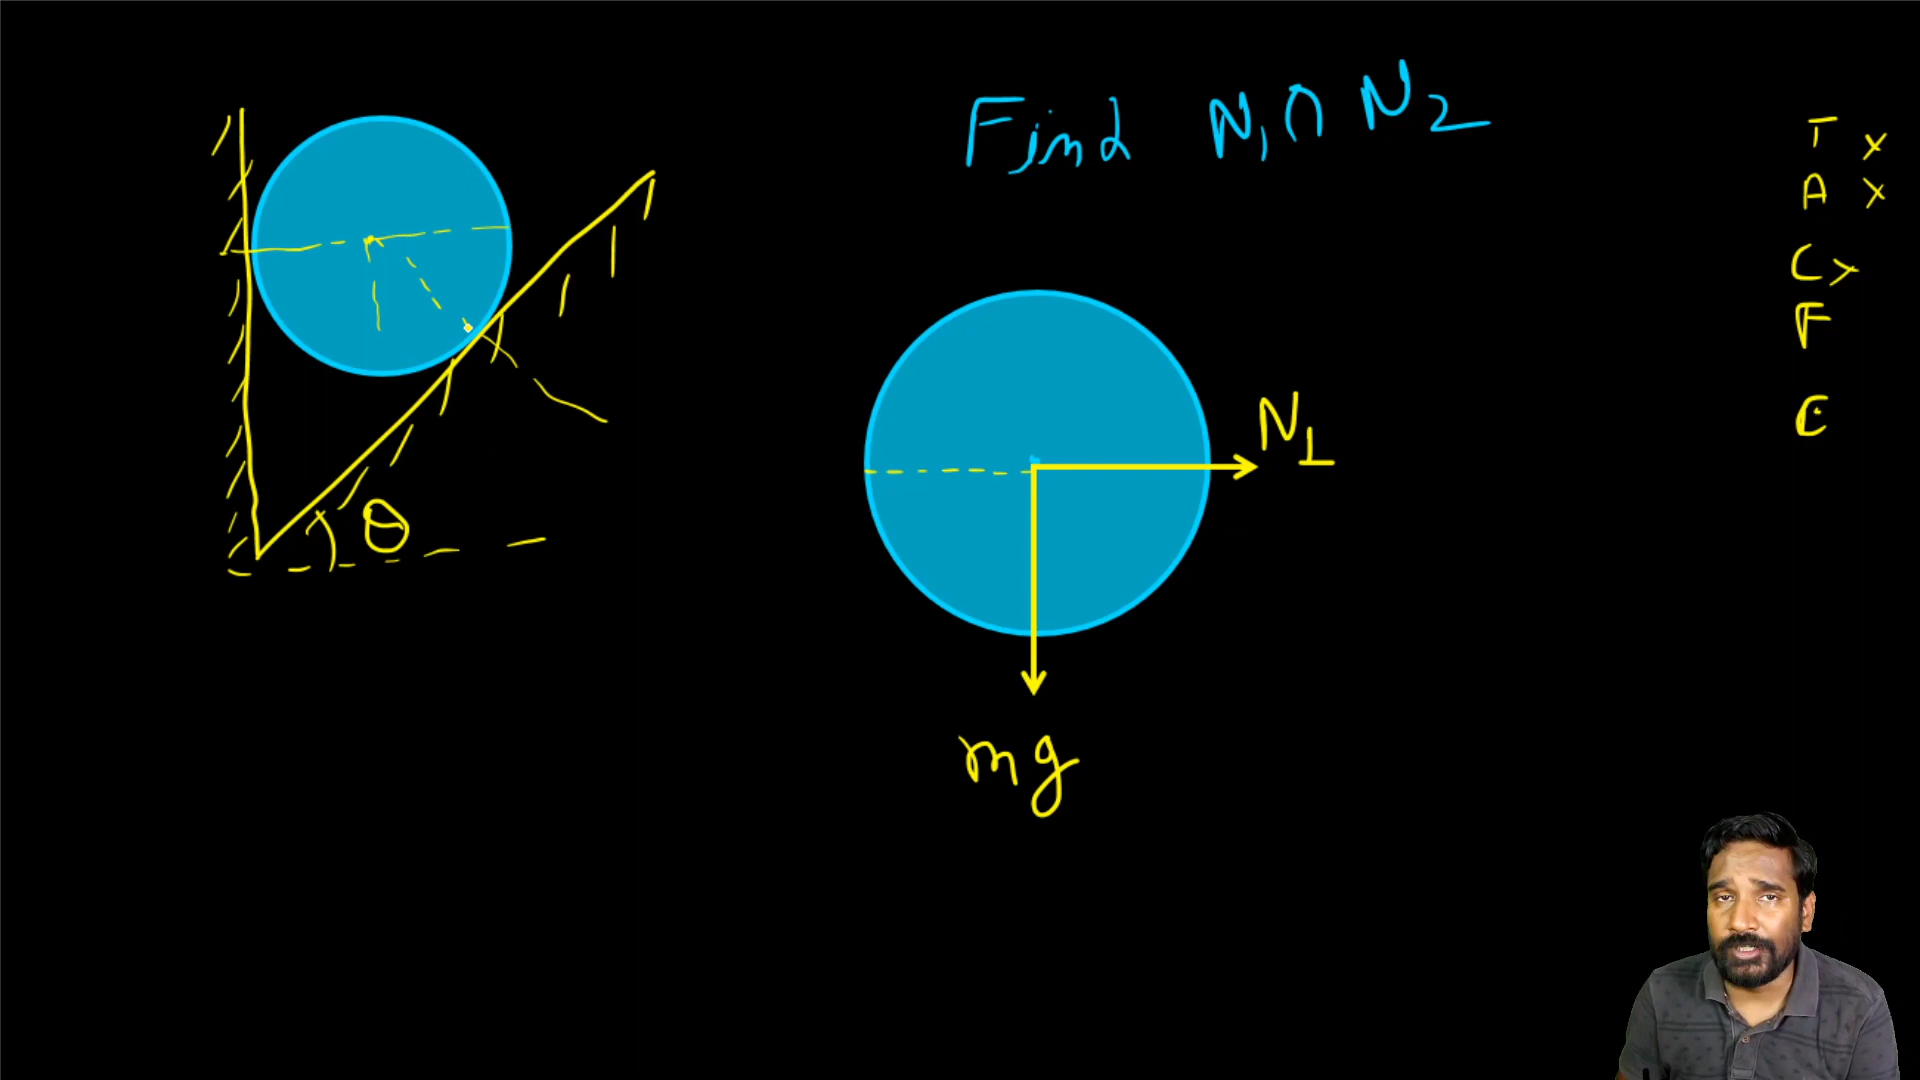 Find N₁ ∩ N₂
T x
A x
C x
F
E
N₁
θ
mg